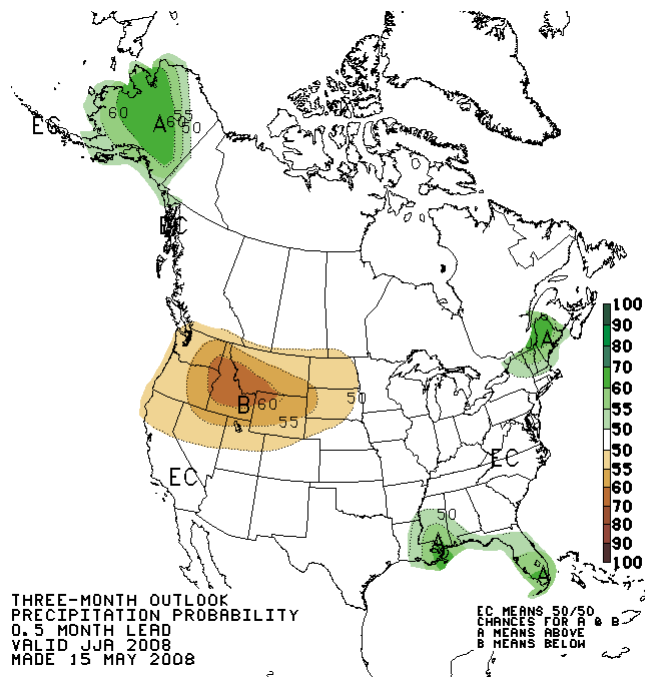 60
A
60
55
50
EC
EC
100
90
80
70
60
55
50
50
55
60
70
80
90
100
A
B
60
55
50
EC
EC
50
A
A
THREE-MONTH OUTLOOK
PRECIPITATION PROBABILITY
0.5 MONTH LEAD
VALID JJA 2008
MADE 15 MAY 2008
EC MEANS 50/50
CHANCES FOR A & B
A MEANS ABOVE
B MEANS BELOW